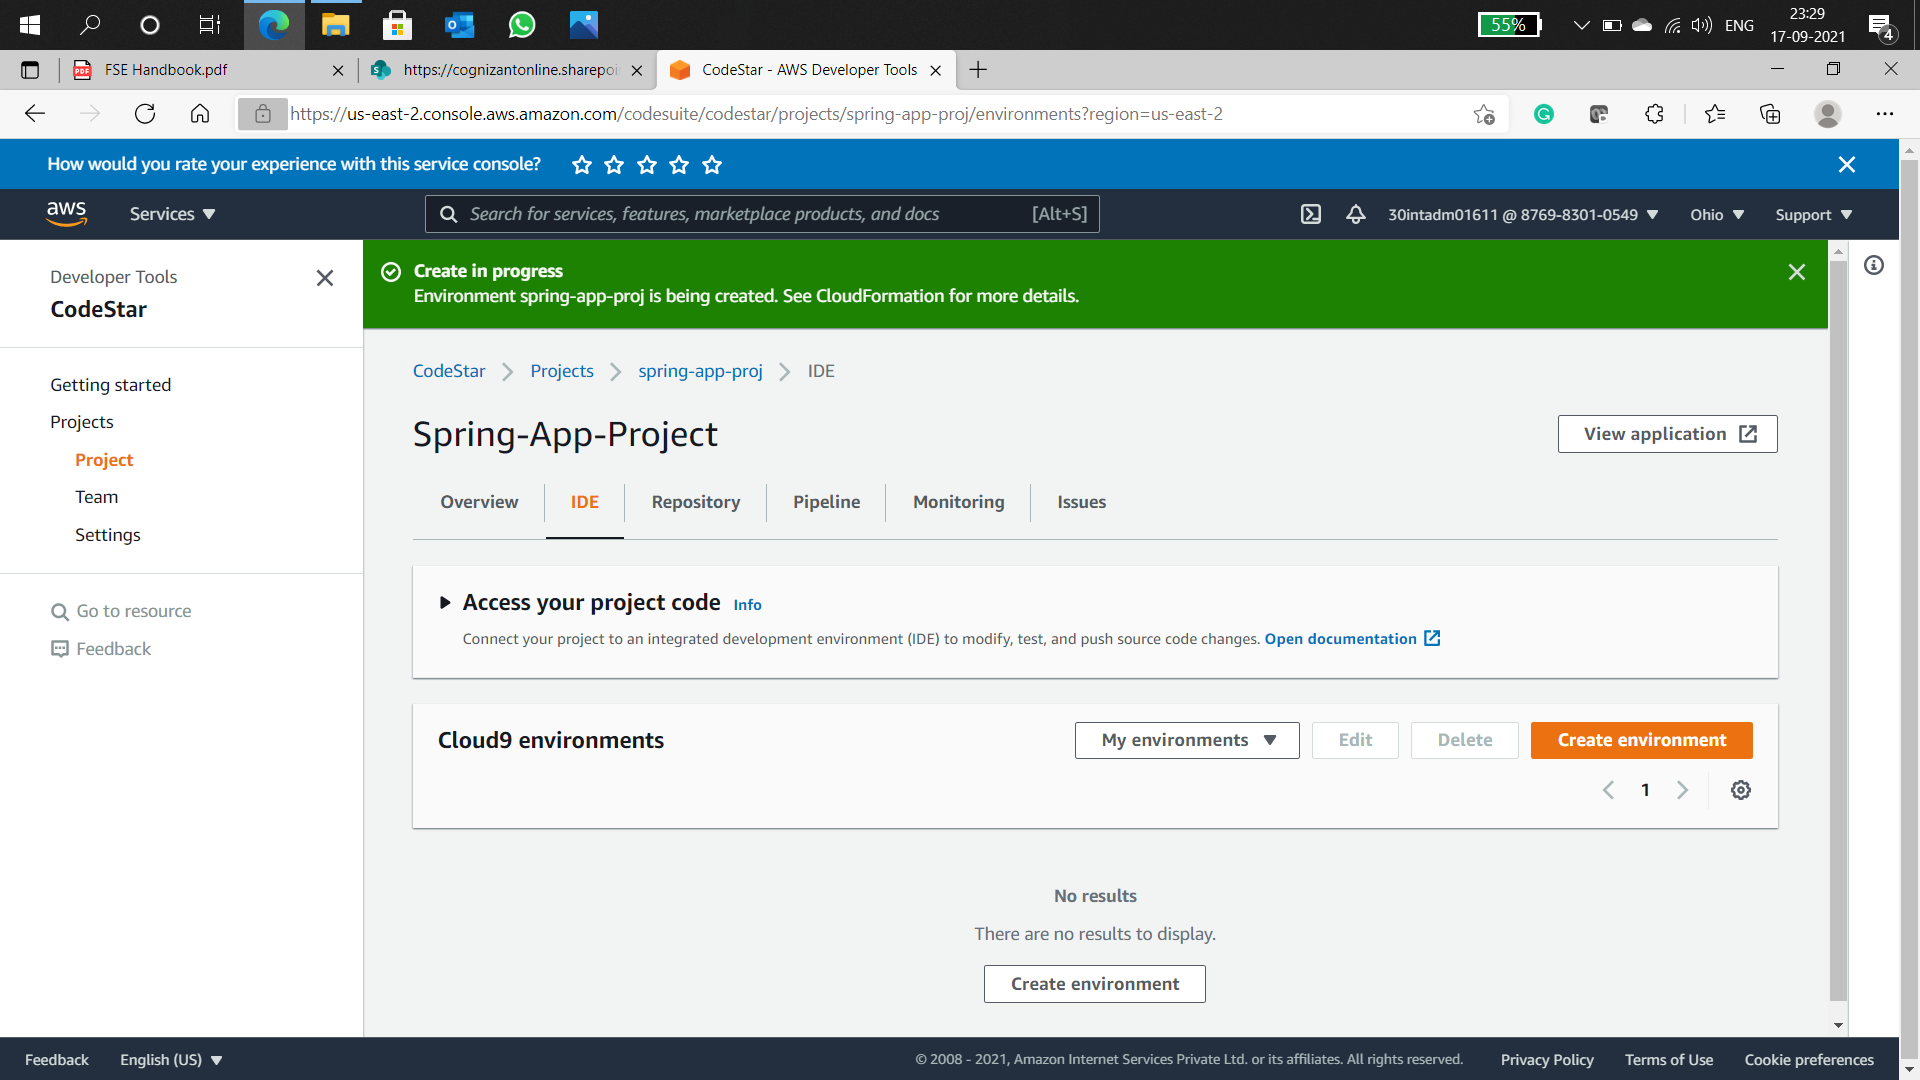 55%
ENG
23:29
17-09-2021
4
FSE Handbook.pdf
https://cognizantonline.sharepoi
CodeStar - AWS Developer Tools
https://us-east-2.console.aws.amazon.com/codesuite/codestar/projects/spring-app-proj/environments?region=us-east-2
How would you rate your experience with this service console?
aws
Services
Search for services, features, marketplace products, and docs
[Alt+S]
30intadm01611 @ 8769-8301-0549
Ohio
Support
Developer Tools
CodeStar
Getting started
Projects
Project
Team
Settings
Go to resource
Feedback
Create in progress
Environment spring-app-proj is being created. See CloudFormation for more details.
CodeStar
Projects
spring-app-proj
IDE
Spring-App-Project
View application
Overview
IDE
Repository
Pipeline
Monitoring
Issues
Access your project code Info
Connect your project to an integrated development environment (IDE) to modify, test, and push source code changes. Open documentation
Cloud9 environments
My environments
Edit
Delete
Create environment
1
No results
There are no results to display.
Create environment
Feedback
English (US)
© 2008 - 2021, Amazon Internet Services Private Ltd. or its affiliates. All rights reserved.
Privacy Policy
Terms of Use
Cookie preferences